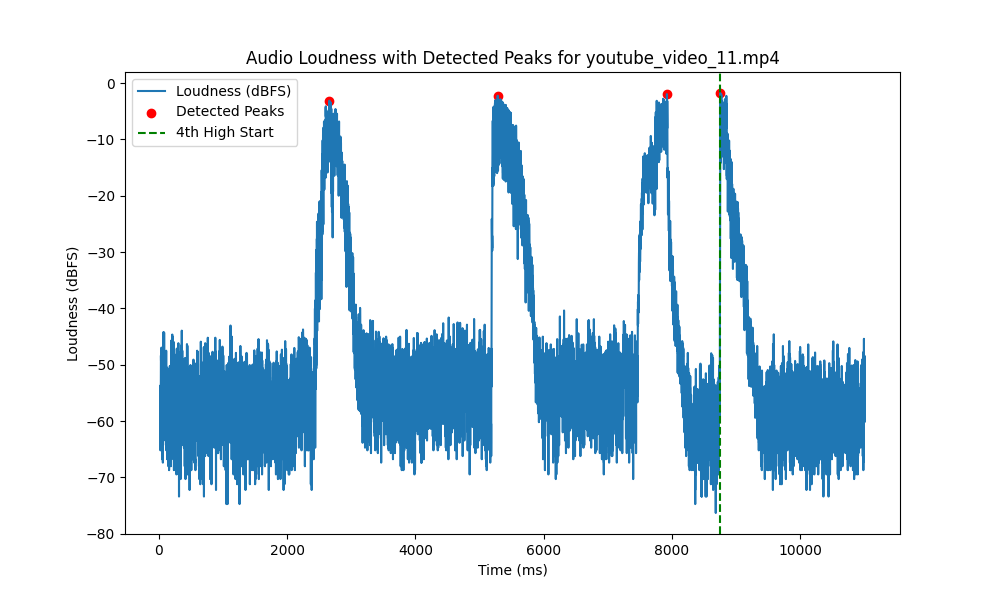 Audio Loudness with Detected Peaks for youtube_video_11.mp4
Loudness (dBFS)
Detected Peaks
4th High Start
0
−10
−20
−30
−40
−50
−60
−70
−80
Loudness (dBFS)
0
2000
4000
6000
8000
10000
Time (ms)